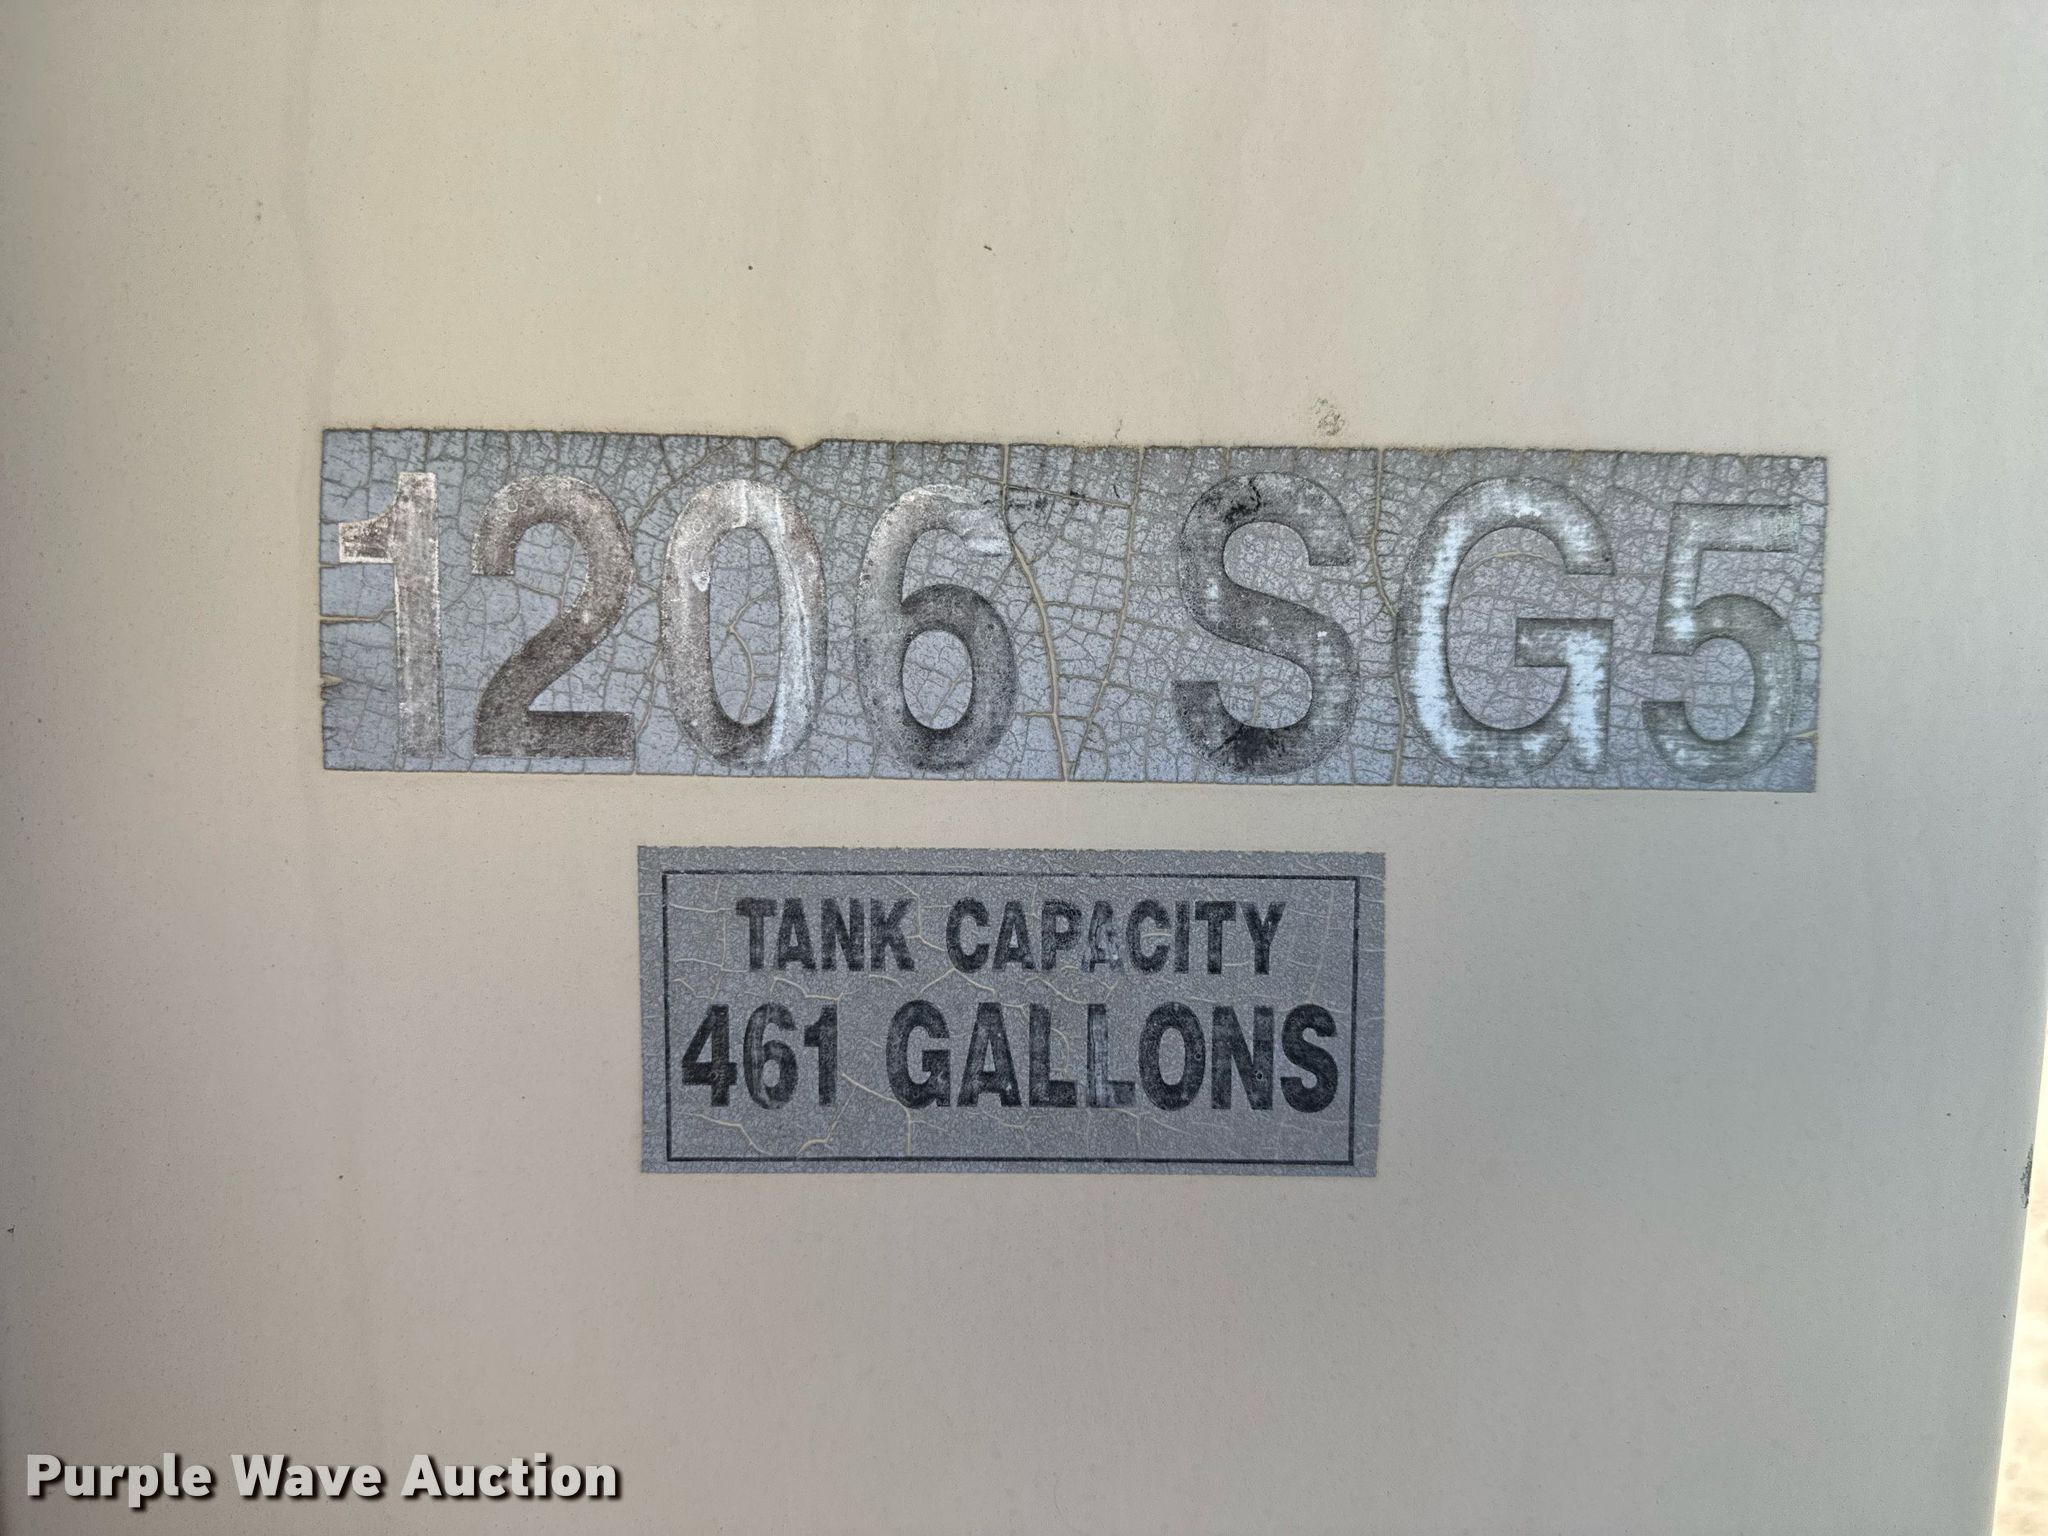 1206 SG5
TANK CAPACITY
461 GALLONS
Purple Wave Auction